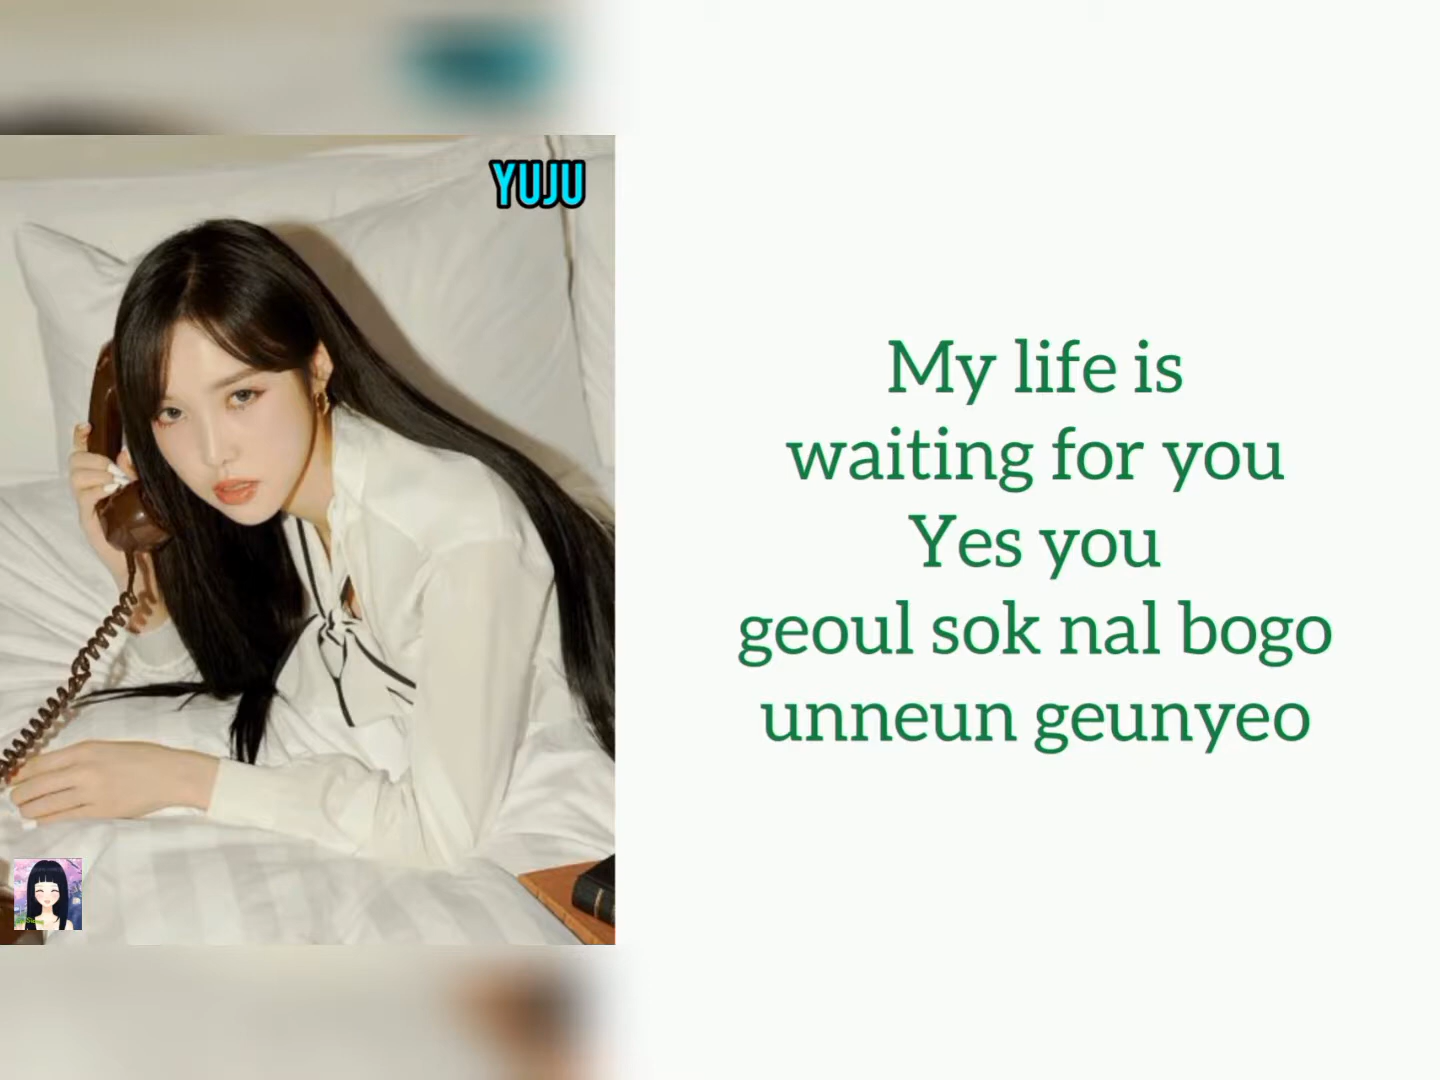 YUJU
My life is
waiting for you
Yes you
geoul sok nal bogo
unneun geunyeo